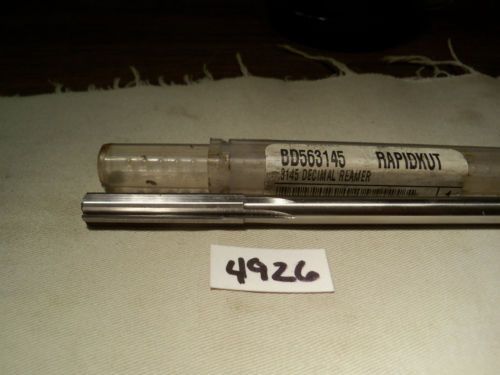 BD563145 RAPIDKUT
.3145 DECIMAL REAMER
4926